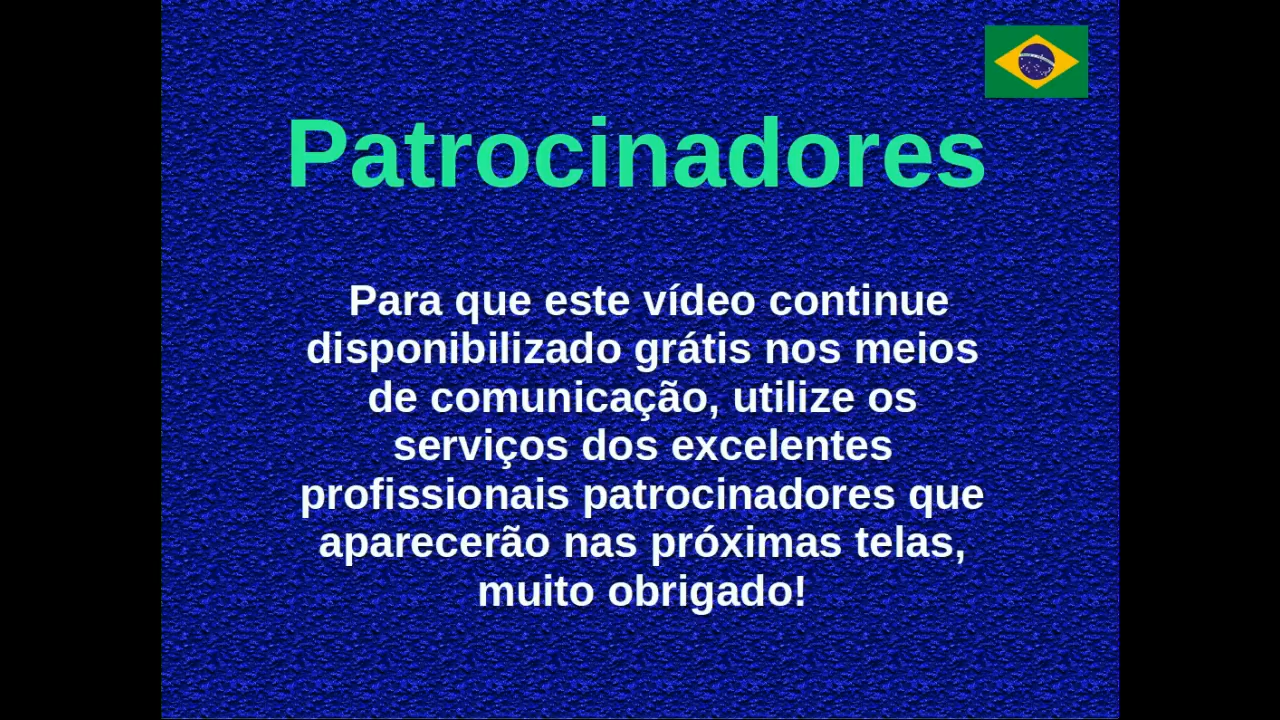 Patrocinadores
Para que este vídeo continue
disponibilizado grátis nos meios
de comunicação, utilize os
serviços dos excelentes
profissionais patrocinadores que
aparecerão nas próximas telas,
muito obrigado!